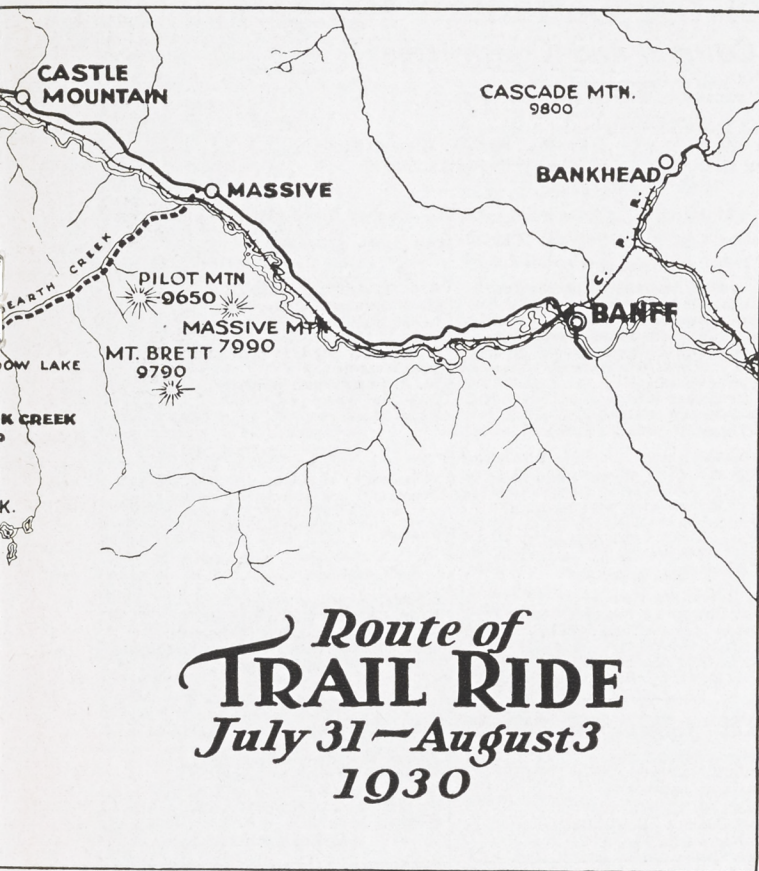 CASTLE
MOUNTAIN
CASCADE MTN.
9800
BANKHEAD
MASSIVE
C. P. R.
EARTH CREEK
PILOT MTN
9650
BANFF
MASSIVE MTN
7990
MT. BRETT
9790
OW LAKE
K CREEK
K.
Route of
TRAIL RIDE
July 31 — August 3
1930